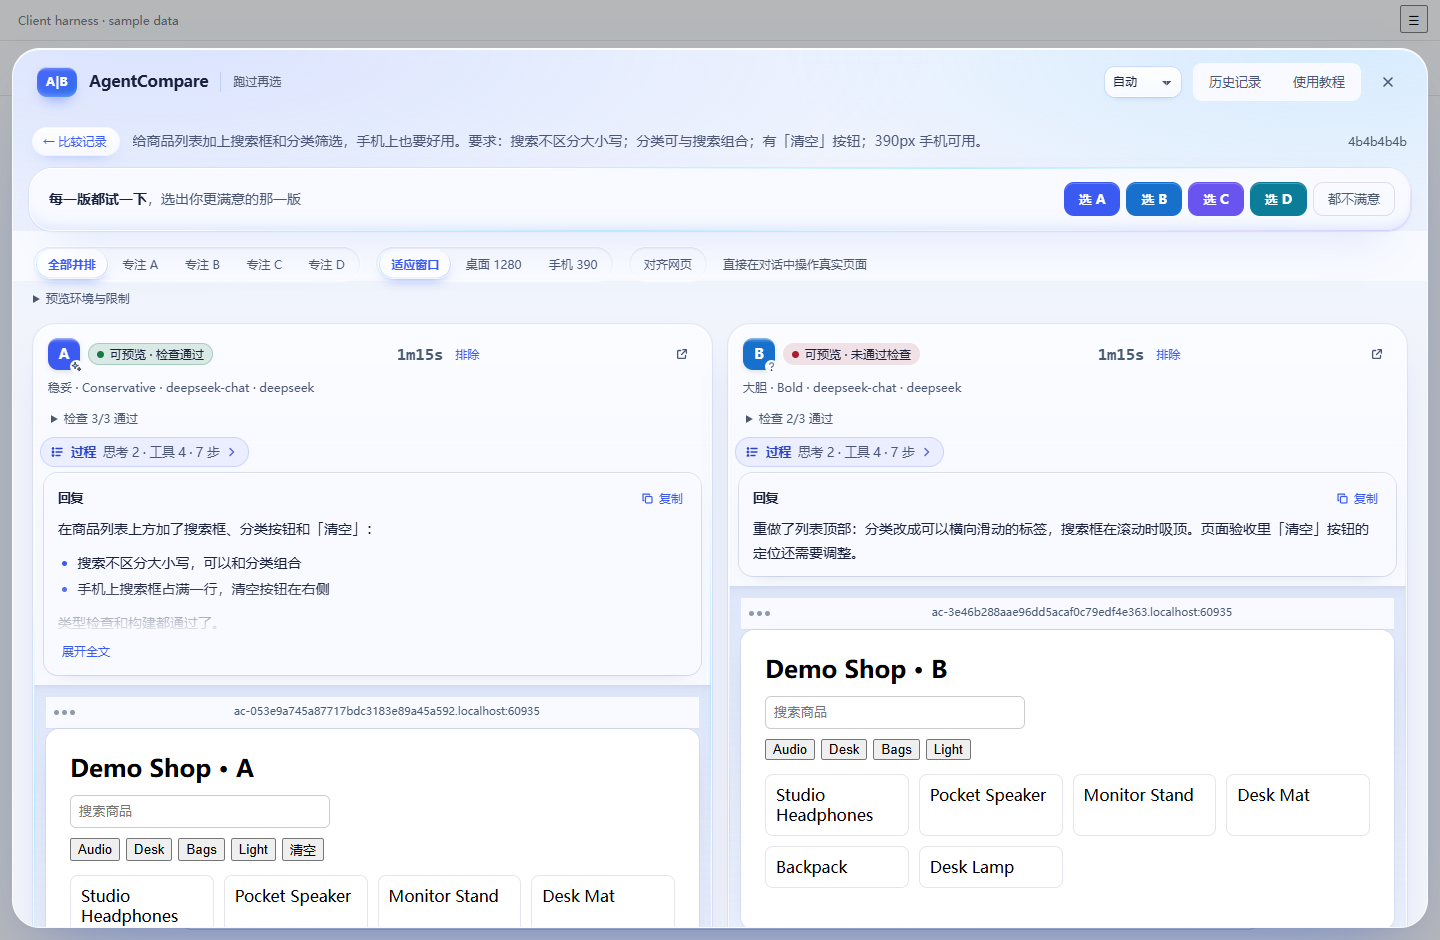 Client harness · sample data
☰
A|B AgentCompare 跑过再选
自动 历史记录 使用教程 ✕
← 比较记录 给商品列表加上搜索框和分类筛选，手机上也要好用。要求：搜索不区分大小写；分类可与搜索组合；有「清空」按钮；390px 手机可用。 4b4b4b4b
每一版都试一下，选出你更满意的那一版 选 A 选 B 选 C 选 D 都不满意
全部并排 专注 A 专注 B 专注 C 专注 D 适应窗口 桌面 1280 手机 390 对齐网页 直接在对话中操作真实页面
▶ 预览环境与限制
A 可预览 · 检查通过 1m15s 排除
稳妥 · Conservative · deepseek-chat · deepseek
▶ 检查 3/3 通过
过程 思考 2 · 工具 4 · 7 步 >
回复 复制
在商品列表上方加了搜索框、分类按钮和「清空」：
• 搜索不区分大小写，可以和分类组合
• 手机上搜索框占满一行，清空按钮在右侧
类型检查和构建都通过了。
展开全文
ac-053e9a745a87717bdc3183e89a45a592.localhost:60935
Demo Shop • A
搜索商品
Audio Desk Bags Light 清空
Studio Headphones
Pocket Speaker
Monitor Stand
Desk Mat
B ? 可预览 · 未通过检查 1m15s 排除
大胆 · Bold · deepseek-chat · deepseek
▶ 检查 2/3 通过
过程 思考 2 · 工具 4 · 7 步 >
回复 复制
重做了列表顶部：分类改成可以横向滑动的标签，搜索框在滚动时吸顶。页面验收里「清空」按钮的
定位还需要调整。
ac-3e46b288aae96dd5acaf0c79edf4e363.localhost:60935
Demo Shop • B
搜索商品
Audio Desk Bags Light
Studio Headphones
Pocket Speaker
Monitor Stand
Desk Mat
Backpack
Desk Lamp